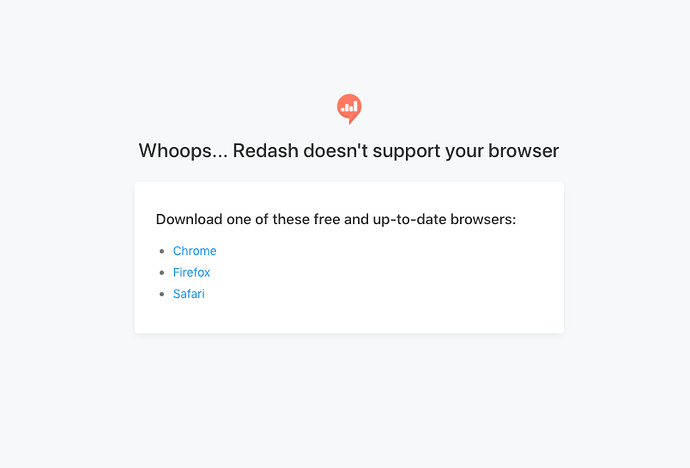 Whoops... Redash doesn't support your browser
Download one of these free and up-to-date browsers:
Chrome
Firefox
Safari